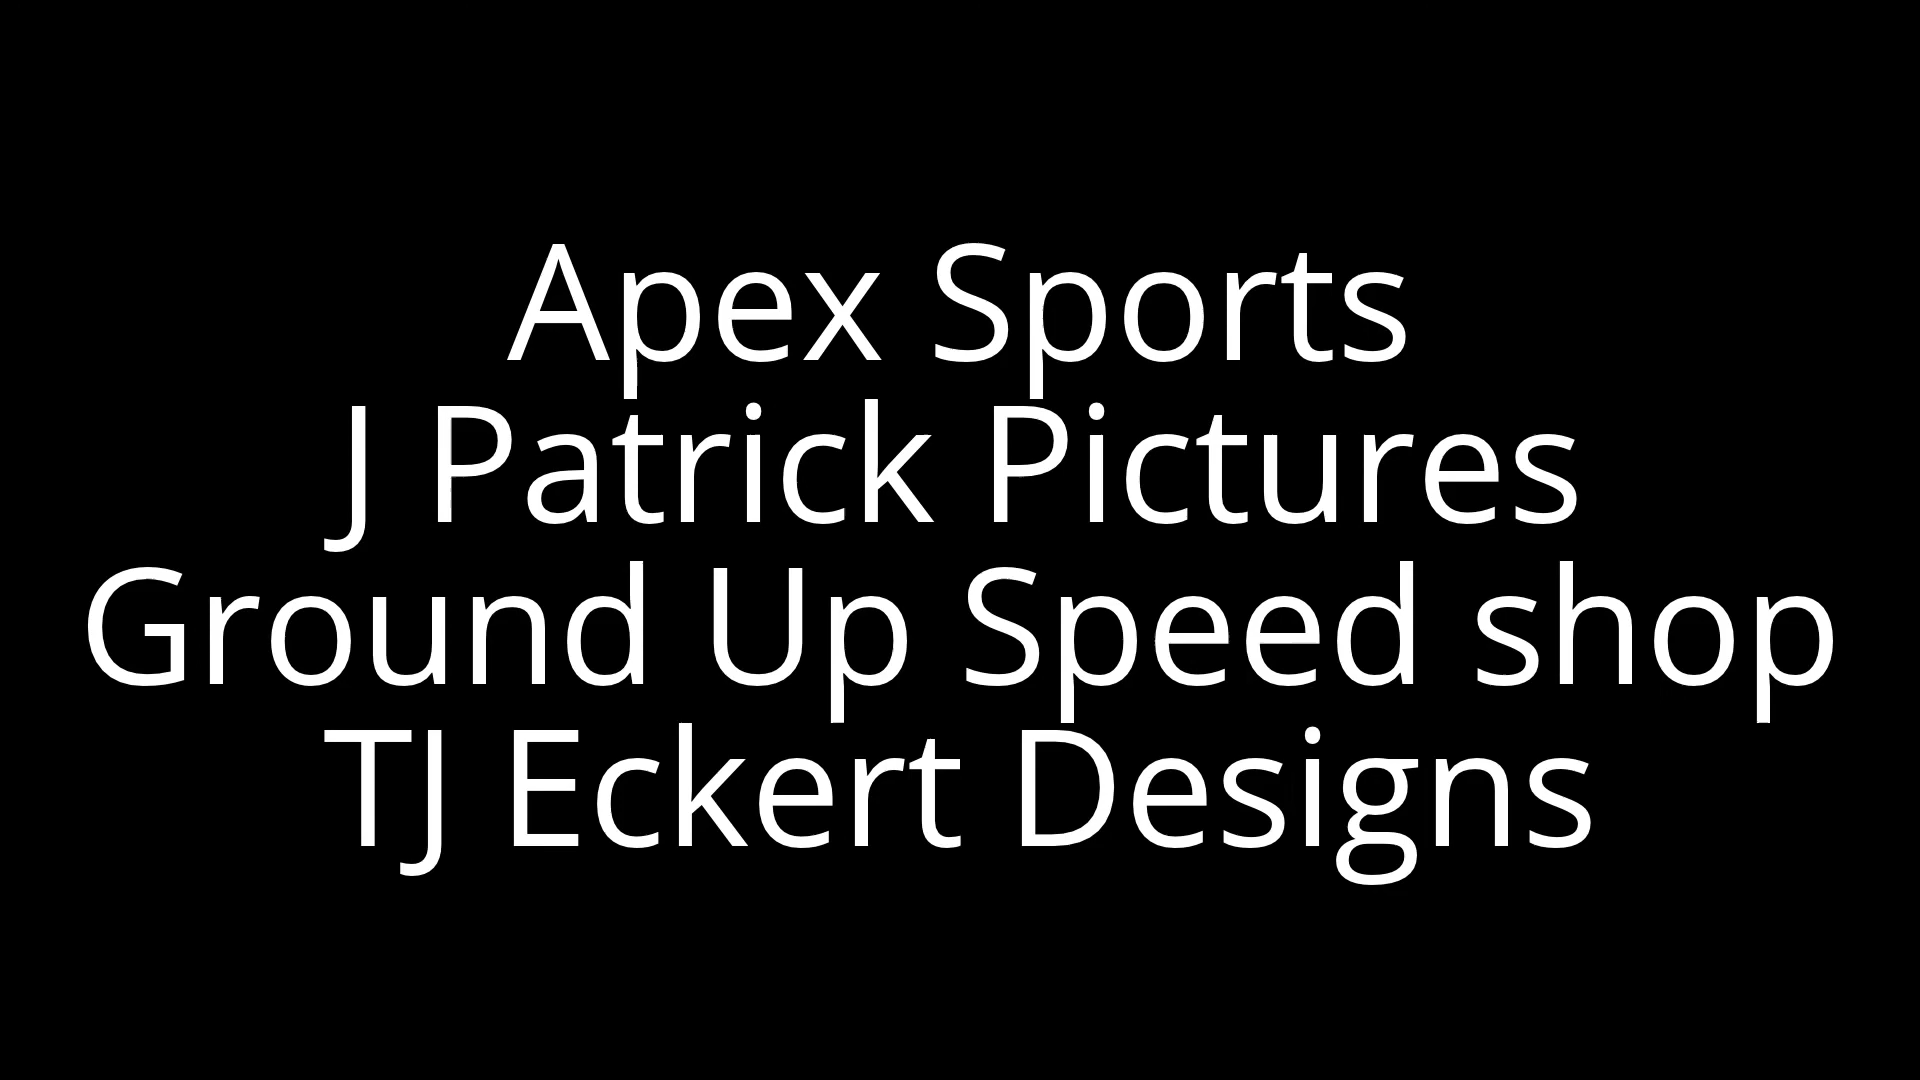 Apex Sports
J Patrick Pictures
Ground Up Speed shop
TJ Eckert Designs